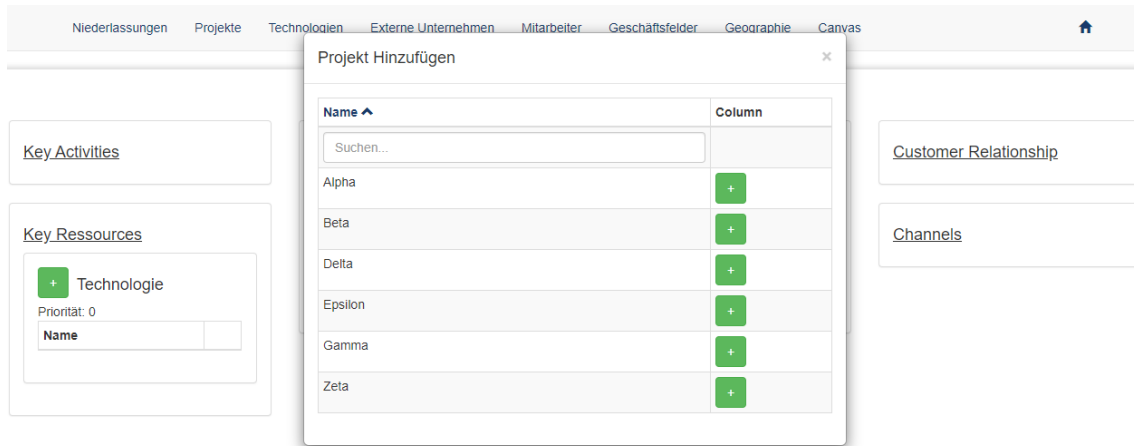 Niederlassungen Projekte Technologien Externe Unternehmen Mitarbeiter Geschäftsfelder Geographie Canvas
Projekt Hinzufügen ×
Name Column
Suchen...
Alpha +
Beta +
Delta +
Epsilon +
Gamma +
Zeta +
Key Activities
Key Ressources
+ Technologie
Priorität: 0
Name
Customer Relationship
Channels